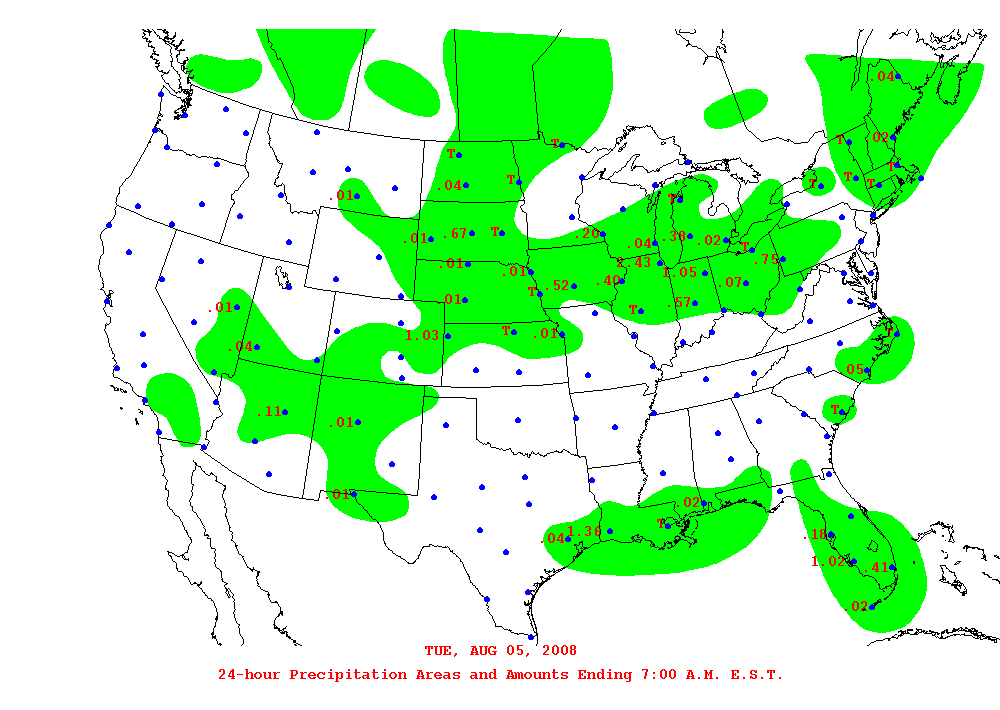 .04
.02
T
T
T
T
T
T
T
T
.04
T
.01
T
.01
.67
T
.20
.04
.38
.02
T
.75
.01
.01
2.43
1.05
.01
T
.52
.40
.07
.57
T
.01
1.03
T
.01
T
.04
.05
.11
.01
T
.01
.02
T
.04
1.36
.18
1.02
.41
.02
TUE, AUG 05, 2008
24-hour Precipitation Areas and Amounts Ending 7:00 A.M. E.S.T.